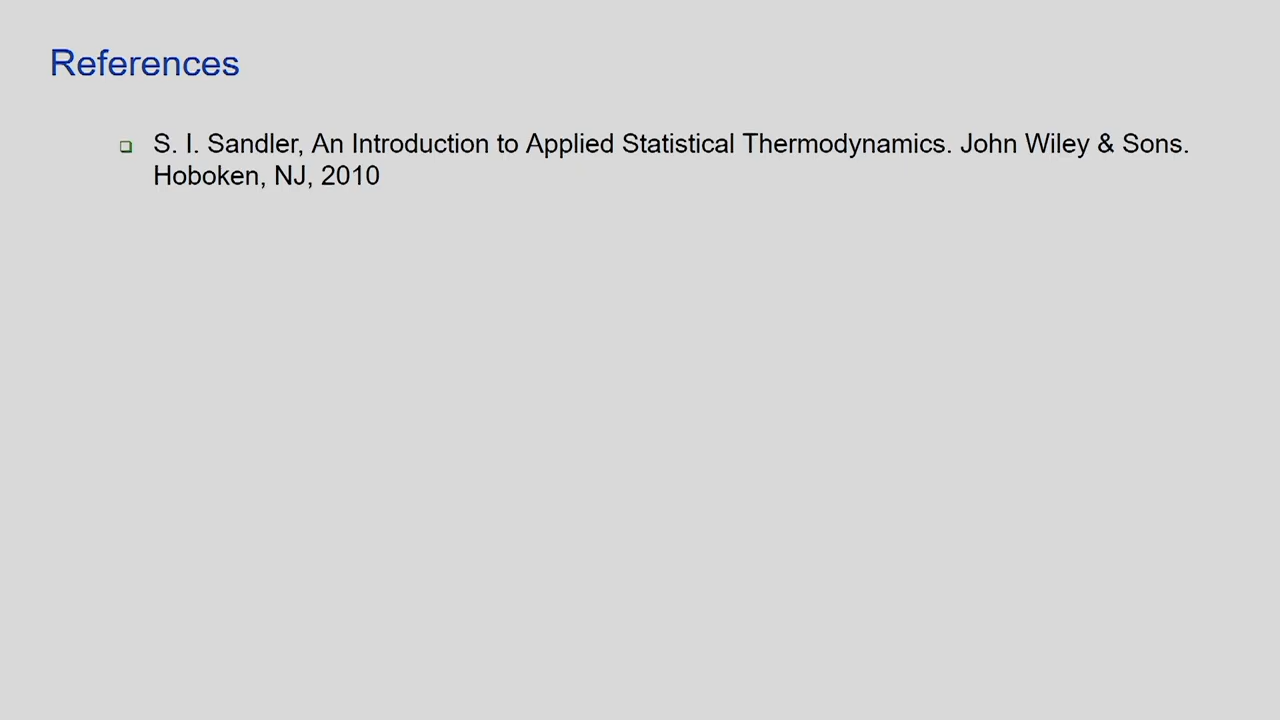 References
S. I. Sandler, An Introduction to Applied Statistical Thermodynamics. John Wiley & Sons.
Hoboken, NJ, 2010